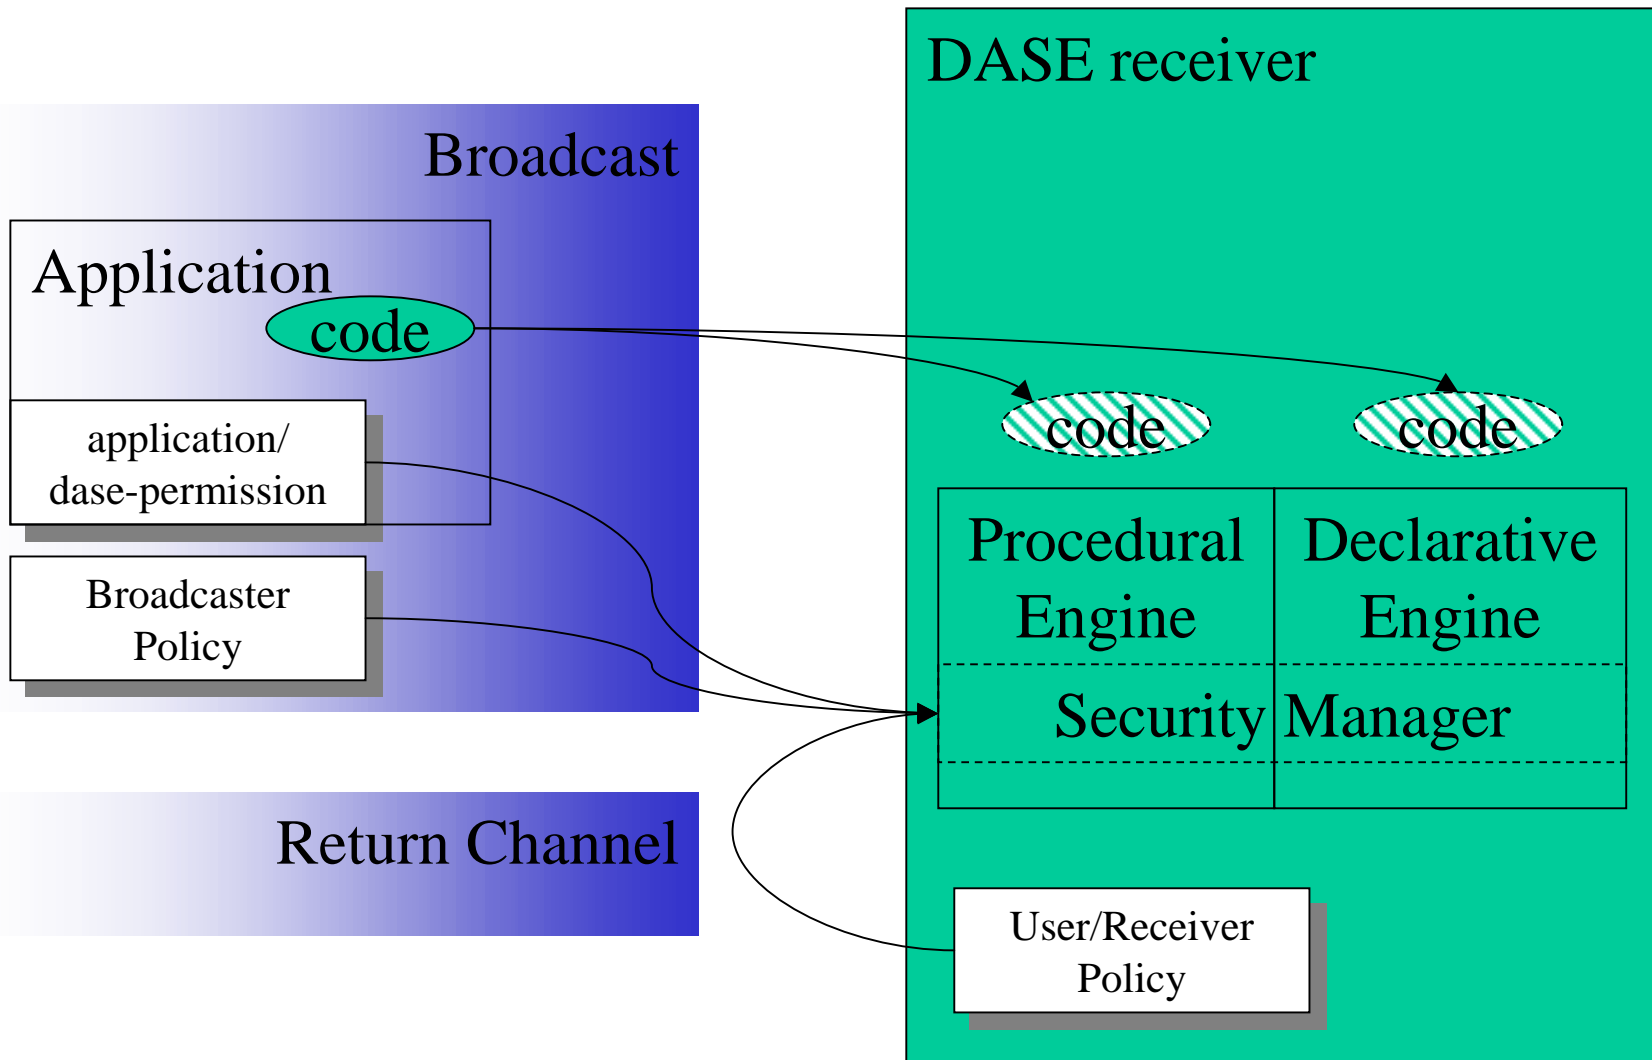 DASE receiver
Broadcast
Application
code
application/
dase-permission
Broadcaster
Policy
code
code
Procedural
Engine
Declarative
Engine
Security Manager
Return Channel
User/Receiver
Policy